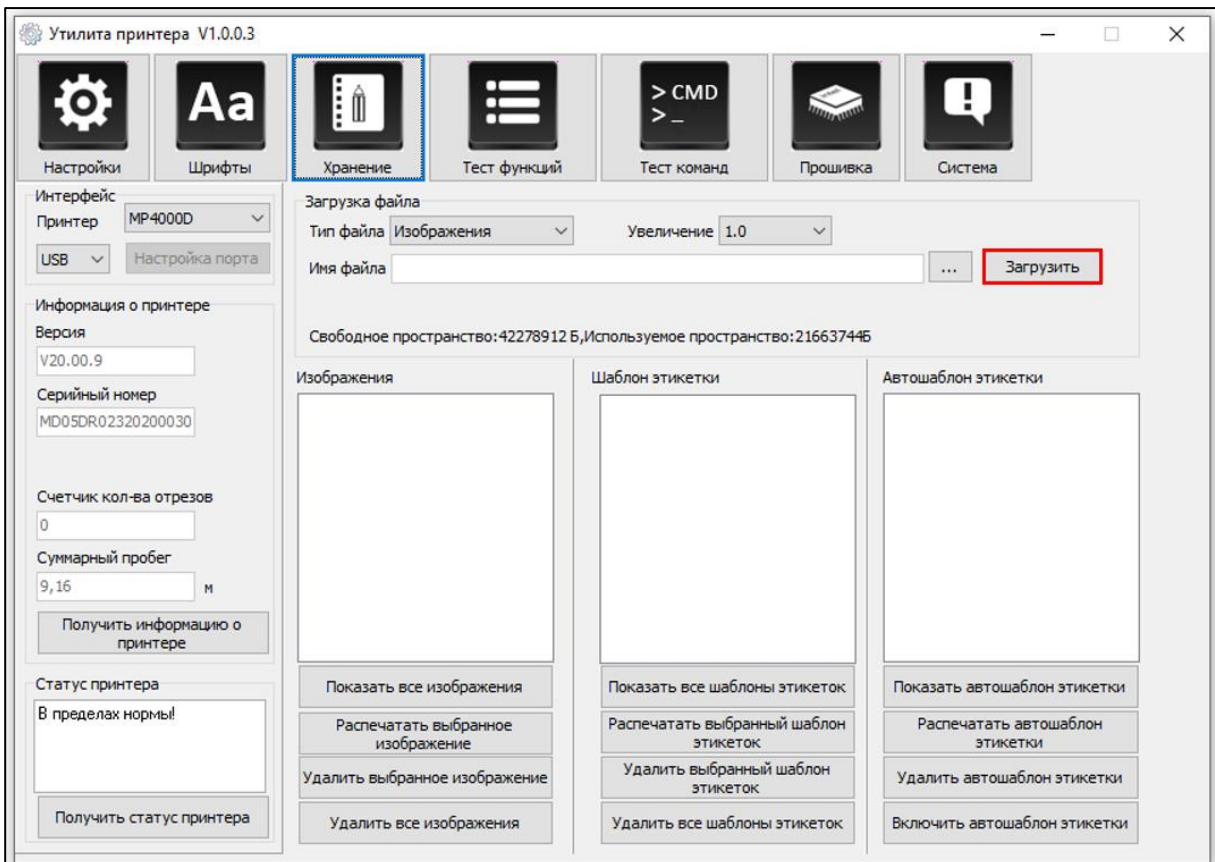 Утилита принтера V1.0.0.3
Aa
> CMD
> _
Настройки
Шрифты
Хранение
Тест функций
Тест команд
Прошивка
Система
Интерфейс
Принтер MP4000D
USB Настройка порта
Информация о принтере
Версия
V20.00.9
Серийный номер
MD05DR02320200030
Счетчик кол-ва отрезов
0
Суммарный пробег
9,16 м
Получить информацию о
принтере
Статус принтера
В пределах нормы!
Получить статус принтера
Загрузка файла
Тип файла Изображения Увеличение 1.0
Имя файла ... Загрузить
Свободное пространство:42278912 Б,Используемое пространство:21663744Б
Изображения
Показать все изображения
Распечатать выбранное
изображение
Удалить выбранное изображение
Удалить все изображения
Шаблон этикетки
Показать все шаблоны этикеток
Распечатать выбранный шаблон
этикеток
Удалить выбранный шаблон
этикеток
Удалить все шаблоны этикеток
Автошаблон этикетки
Показать автошаблон этикетки
Распечатать автошаблон
этикетки
Удалить автошаблон этикетки
Включить автошаблон этикетки